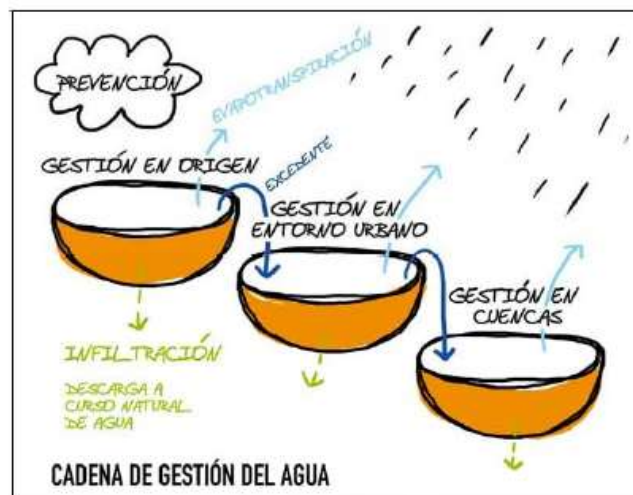 PREVENCIÓN
EVAPOTRANSPIRACIÓN
GESTIÓN EN ORIGEN
EXCEDENTE
GESTIÓN EN
ENTORNO URBANO
GESTIÓN EN
CUENCAS
INFILTRACIÓN
DESCARGA A
CURSO NATURAL
DE AGUA
CADENA DE GESTIÓN DEL AGUA